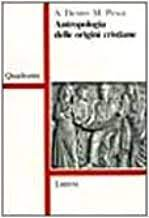 A. Destro M. Pesce
Antropologia
delle origini cristiane
Quadrante
Laterza